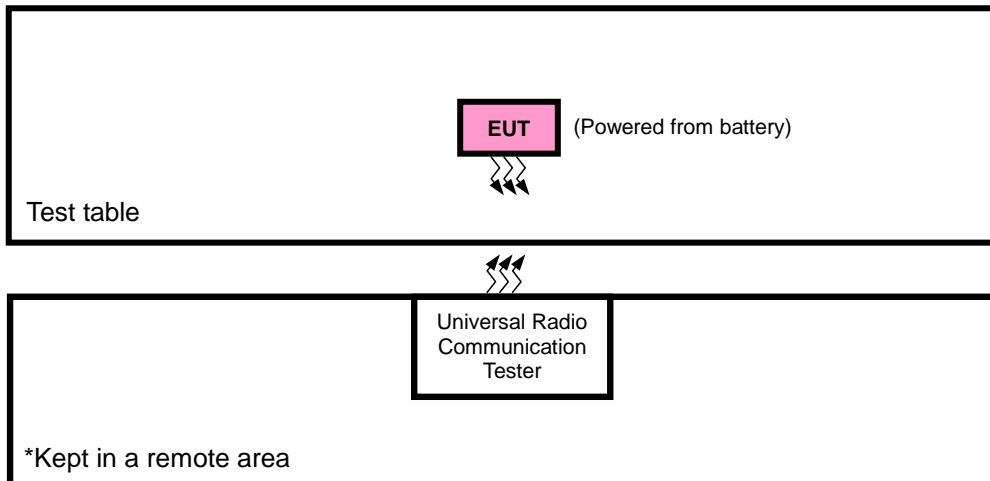 EUT
(Powered from battery)
Test table
Universal Radio
Communication
Tester
*Kept in a remote area